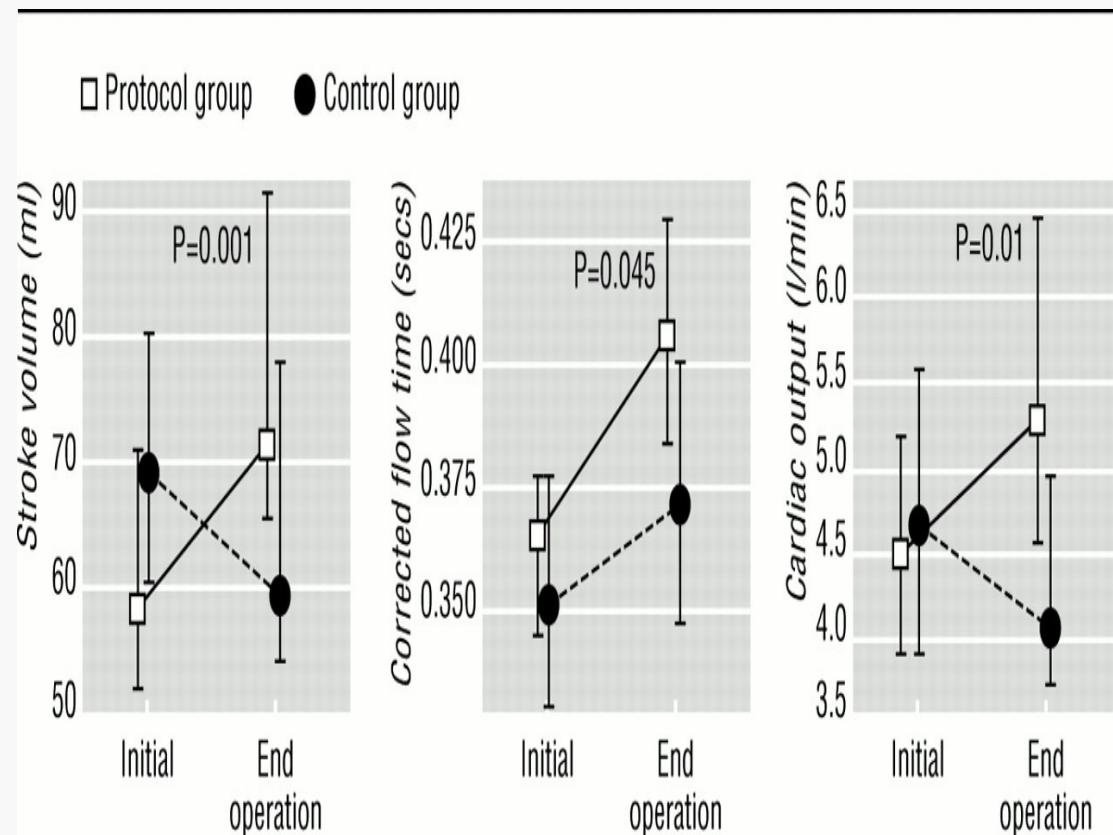 Protocol group
Control group
Stroke volume (ml)
90
80
70
60
50
P=0.001
Initial
End
operation
Corrected flow time (secs)
0.425
0.400
0.375
0.350
P=0.045
Initial
End
operation
Cardiac output (l/min)
6.5
6.0
5.5
5.0
4.5
4.0
3.5
P=0.01
Initial
End
operation